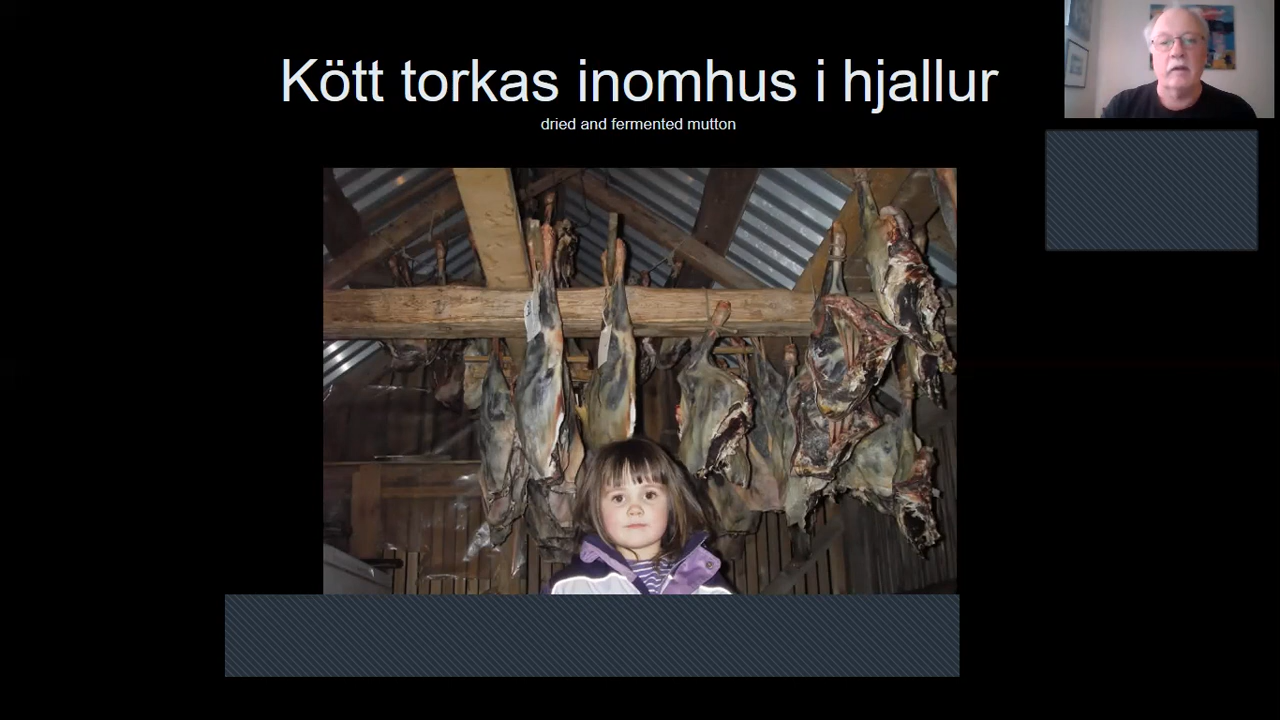 Kött torkas inomhus i hjallur
dried and fermented mutton